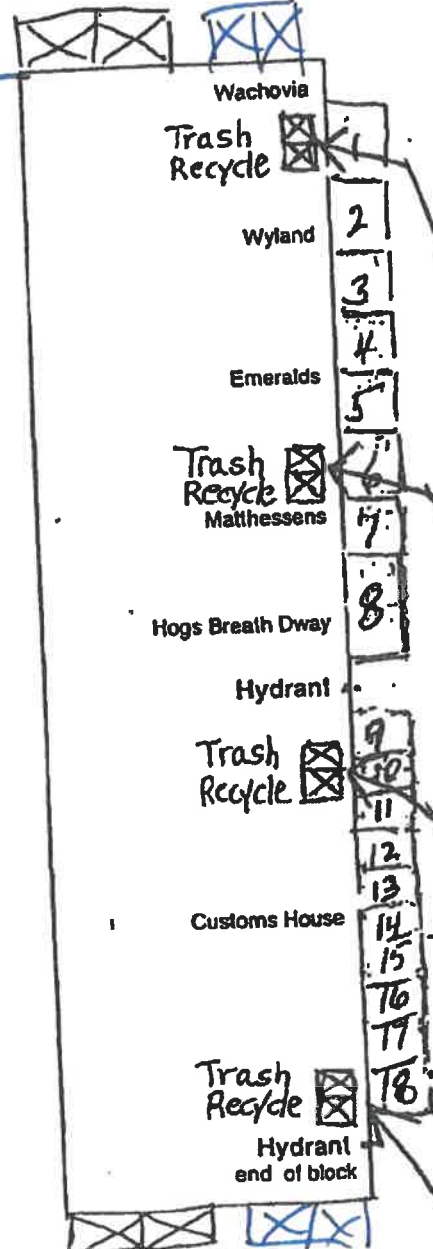 Wachovia
Trash
Recycle
1
2
Wyland
3
4
Emeralds
5
Trash
Recycle
6
Matthessens
7
8
Hogs Breath Dway
Hydrant
9
Trash
Recycle
10
11
12
13
Customs House
14
15
16
17
18
Trash
Recycle
Hydrant
end of block